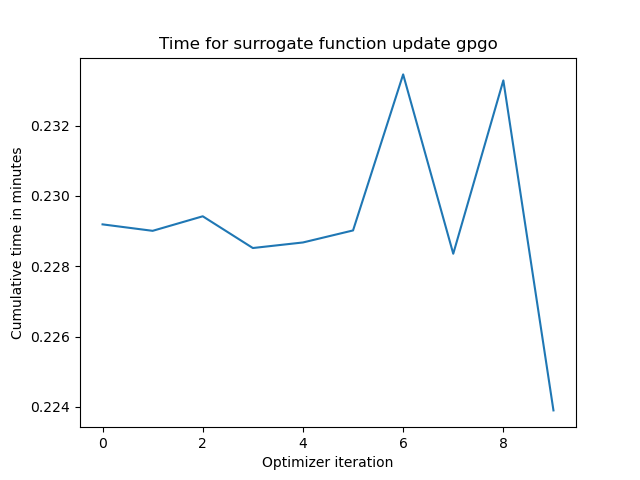 Time for surrogate function update gpgo
Cumulative time in minutes
0.232
0.230
0.228
0.226
0.224
0 2 4 6 8
Optimizer iteration